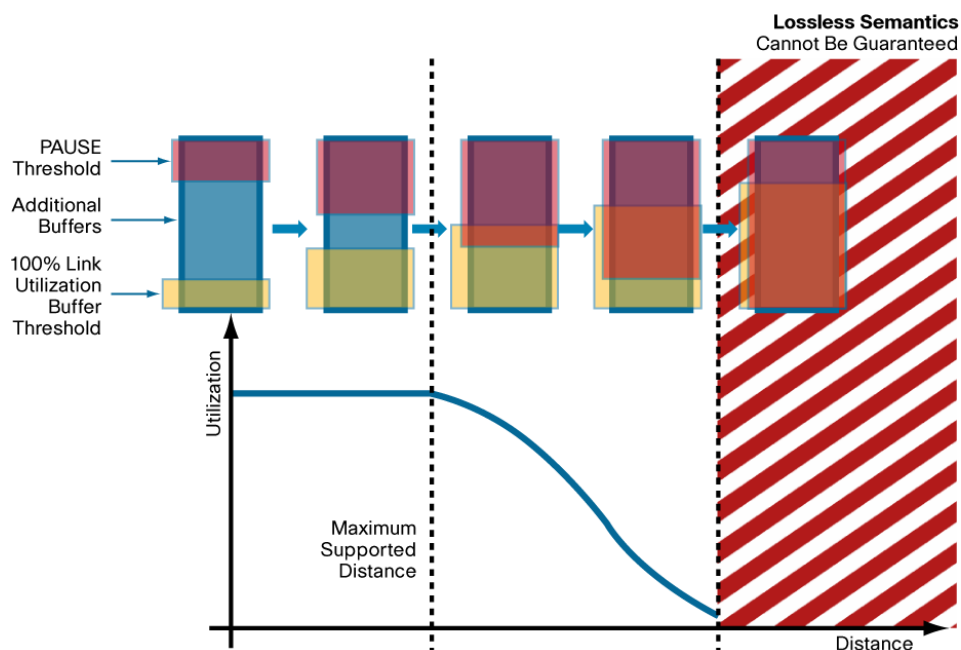 Lossless Semantics
Cannot Be Guaranteed
PAUSE
Threshold
Additional
Buffers
100% Link
Utilization
Buffer
Threshold
Utilization
Maximum
Supported
Distance
Distance